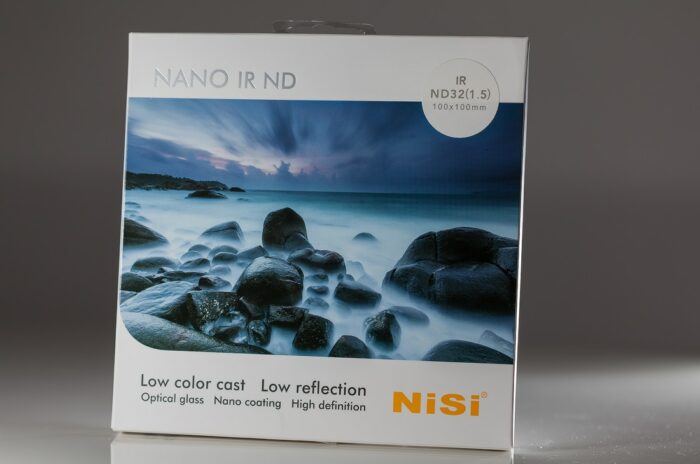 NANO IR ND
IR
ND32(1.5)
100x100mm
Low color cast Low reflection
Optical glass Nano coating High definition
NiSi®